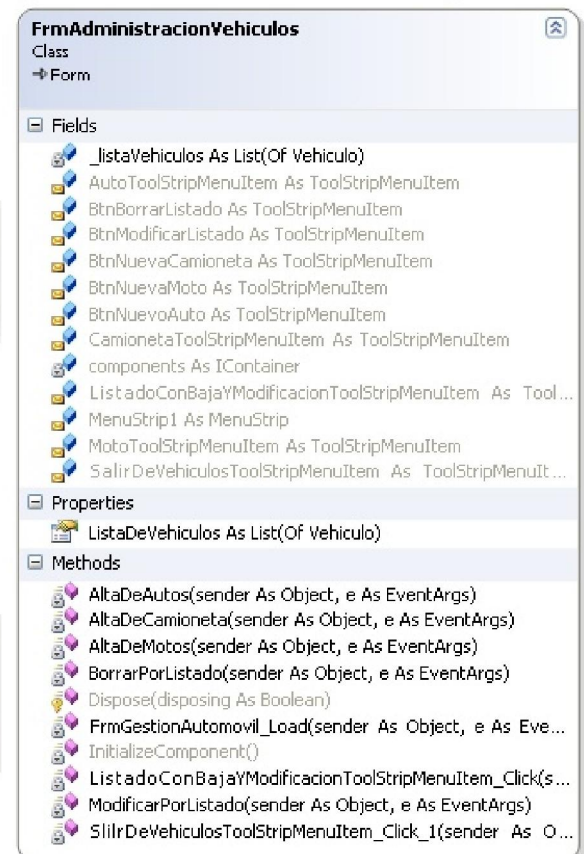 FrmAdministracionVehiculos
Class
Form
Fields
_listaVehiculos As List(Of Vehiculo)
AutoToolStripMenuItem As ToolStripMenuItem
BtnBorrarListado As ToolStripMenuItem
BtnModificarListado As ToolStripMenuItem
BtnNuevaCamioneta As ToolStripMenuItem
BtnNuevaMoto As ToolStripMenuItem
BtnNuevoAuto As ToolStripMenuItem
CamionetaToolStripMenuItem As ToolStripMenuItem
components As IContainer
ListadoConBajaYModificacionToolStripMenuItem As Tool...
MenuStrip1 As MenuStrip
MotoToolStripMenuItem As ToolStripMenuItem
SalirDeVehiculosToolStripMenuItem As ToolStripMenuIt...
Properties
ListaDeVehiculos As List(Of Vehiculo)
Methods
AltaDeAutos(sender As Object, e As EventArgs)
AltaDeCamioneta(sender As Object, e As EventArgs)
AltaDeMotos(sender As Object, e As EventArgs)
BorrarPorListado(sender As Object, e As EventArgs)
Dispose(disposing As Boolean)
FrmGestionAutomovil_Load(sender As Object, e As Eve...
InitializeComponent()
ListadoConBajaYModificacionToolStripMenuItem_Click(s...
ModificarPorListado(sender As Object, e As EventArgs)
SlilrDeVehiculosToolStripMenuItem_Click_1(sender As O...